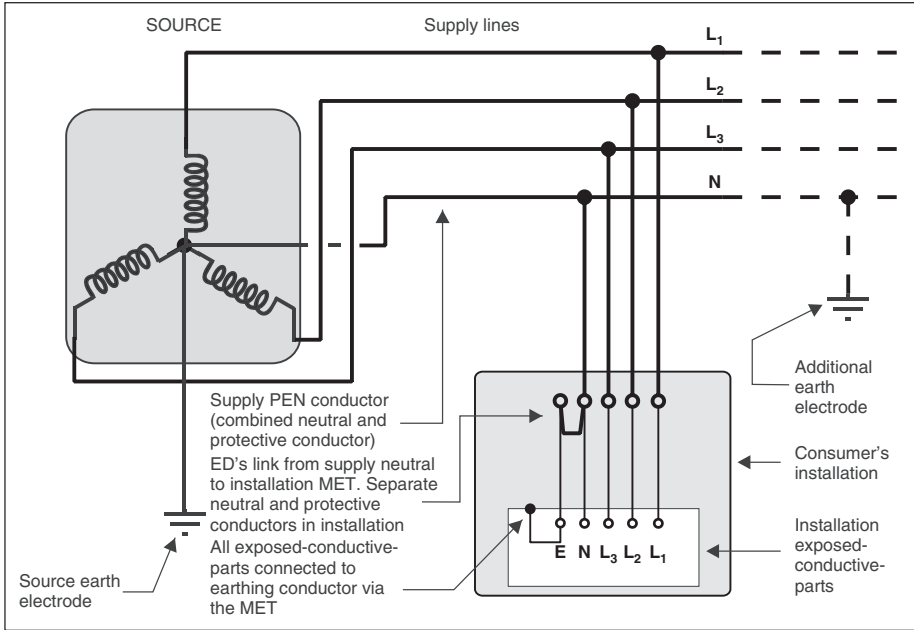 SOURCE
Supply lines
L1
L2
L3
N
Supply PEN conductor
(combined neutral and
protective conductor)
ED's link from supply neutral
to installation MET. Separate
neutral and protective
conductors in installation
All exposed-conductive-
parts connected to
earthing conductor via
the MET
Source earth
electrode
Additional
earth
electrode
Consumer's
installation
E N L3 L2 L1
Installation
exposed-
conductive-
parts